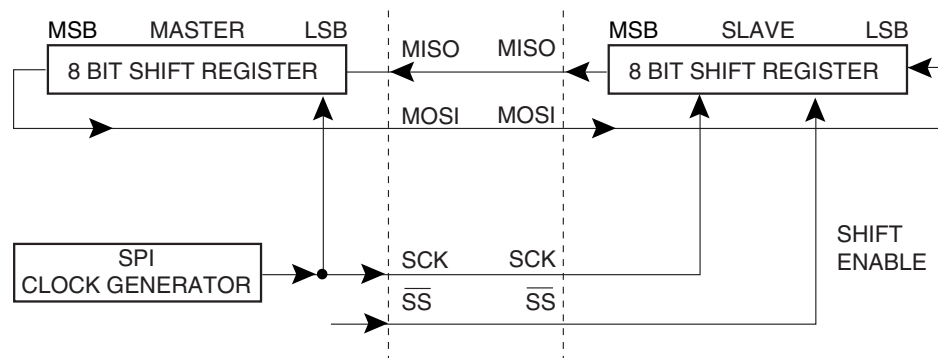 MSB MASTER LSB
MISO MISO
MSB SLAVE LSB
8 BIT SHIFT REGISTER
8 BIT SHIFT REGISTER
MOSI MOSI
SPI
CLOCK GENERATOR
SCK SCK
SS SS
SHIFT
ENABLE